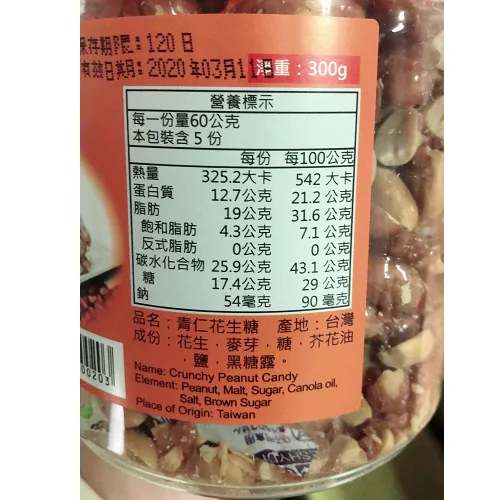 保存期限：120 日
有效日期：2020 年03月1
淨重：300g
營養標示
每一份量60公克
本包裝含 5 份
每份 每100公克
熱量 325.2大卡 542 大卡
蛋白質 12.7公克 21.2 公克
脂肪 19公克 31.6 公克
飽和脂肪 4.3公克 7.1 公克
反式脂肪 0公克 0 公克
碳水化合物 25.9公克 43.1 公克
糖 17.4公克 29 公克
鈉 54毫克 90 毫克
品名：青仁花生糖 產地：台灣
成份：花生．麥芽．糖．芥花油
．鹽．黑糖露。
Name: Crunchy Peanut Candy
Element: Peanut, Malt, Sugar, Canola oil,
Salt, Brown Sugar
Place of Origin: Taiwan
00203